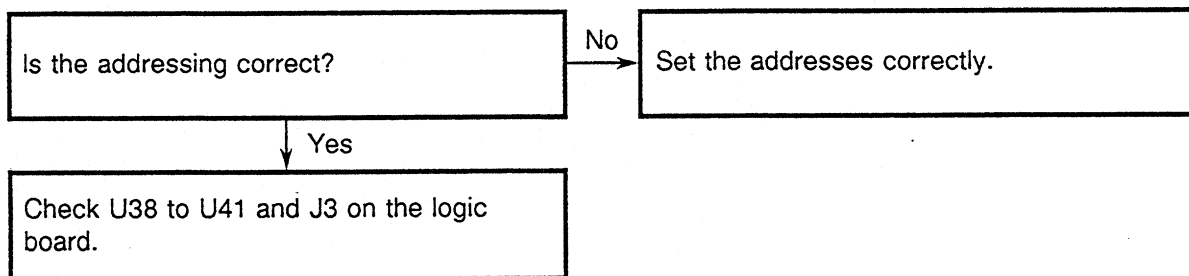 Is the addressing correct?
No
Set the addresses correctly.
Yes
Check U38 to U41 and J3 on the logic
board.